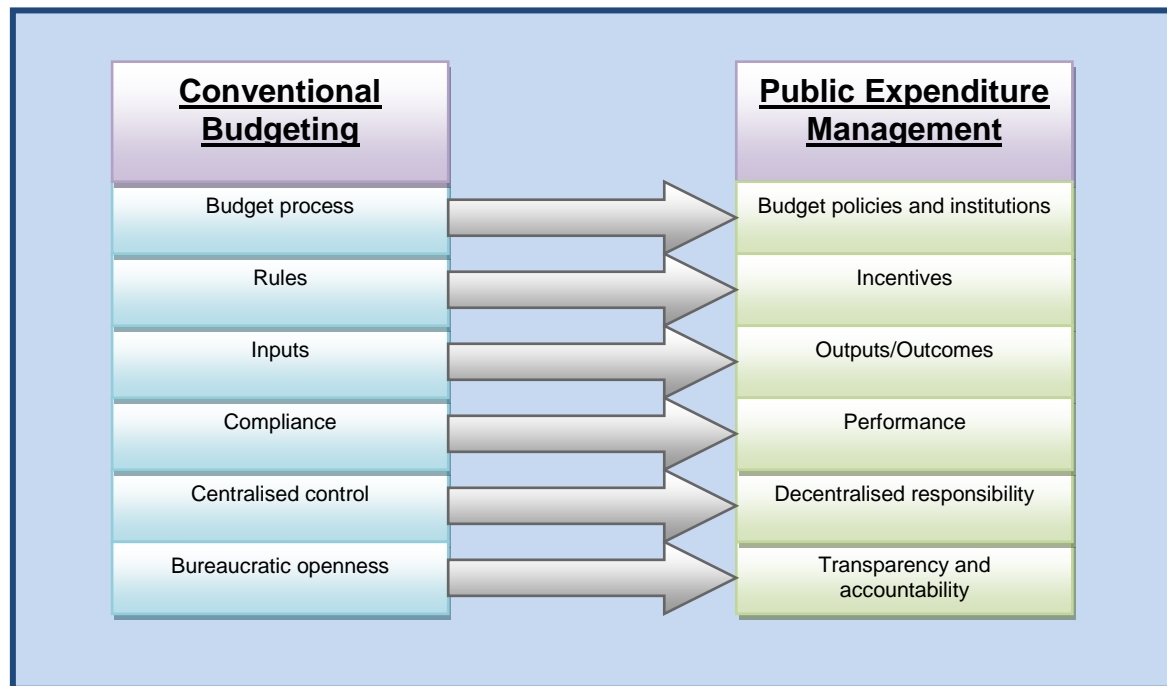 Conventional
Budgeting
Public Expenditure
Management
Budget process
Budget policies and institutions
Rules
Incentives
Inputs
Outputs/Outcomes
Compliance
Performance
Centralised control
Decentralised responsibility
Bureaucratic openness
Transparency and
accountability